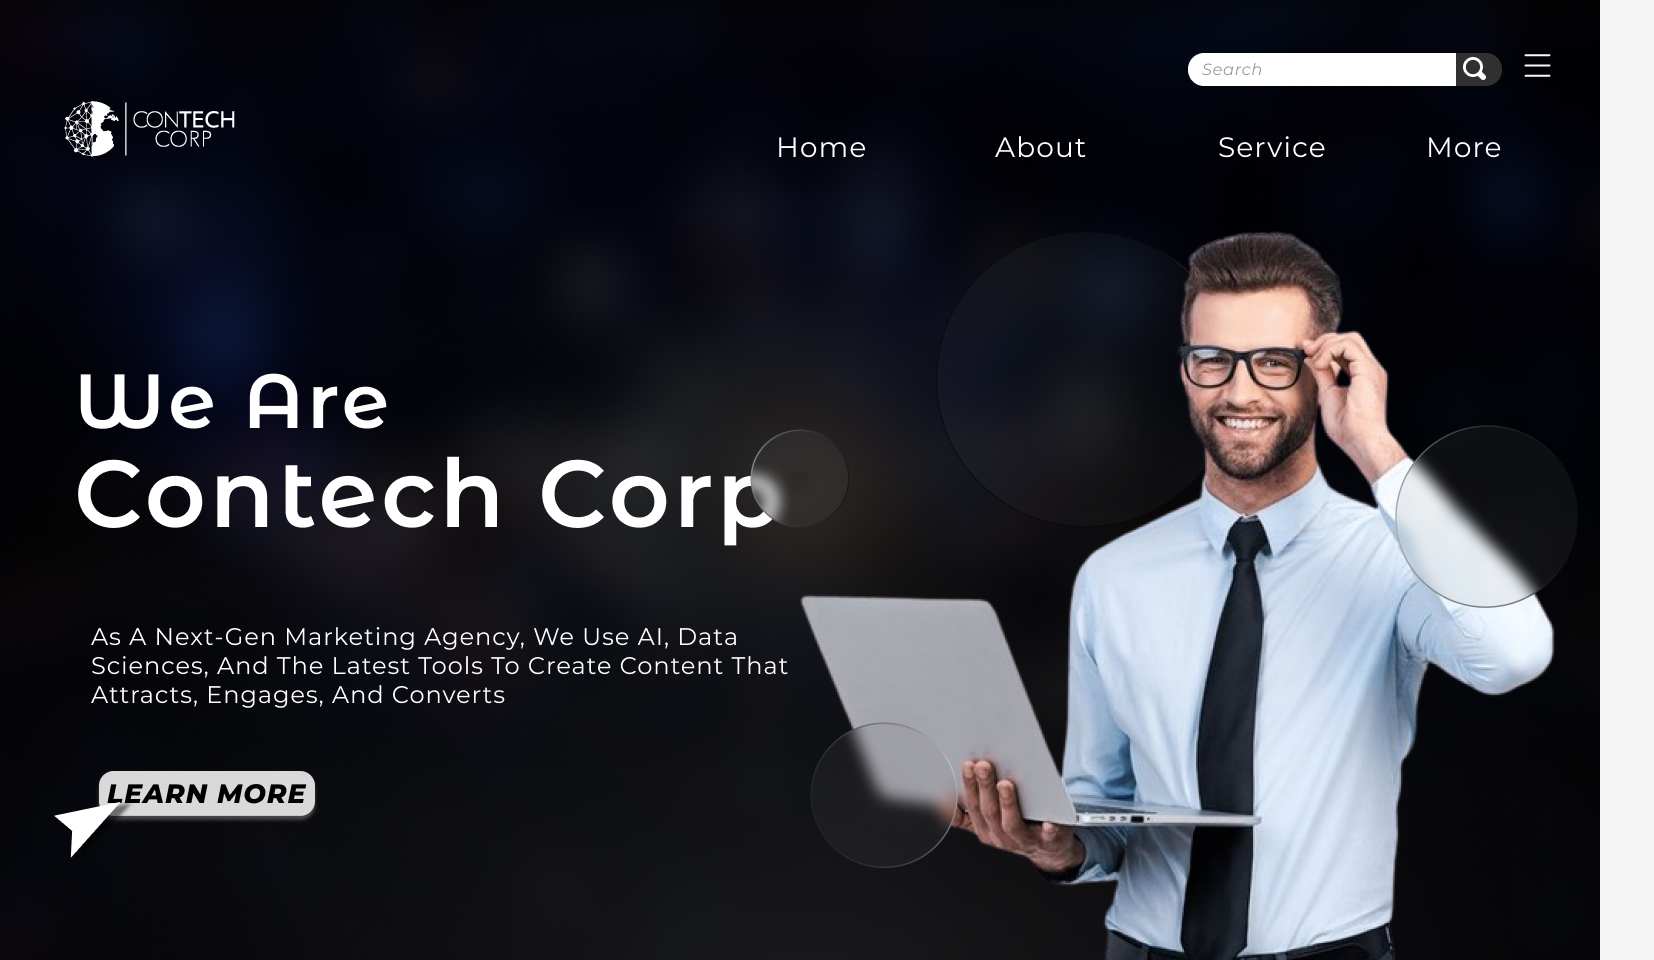 Search
CONTECH
CORP
Home About Service More
We Are
Contech Corp
As A Next-Gen Marketing Agency, We Use AI, Data
Sciences, And The Latest Tools To Create Content That
Attracts, Engages, And Converts
LEARN MORE